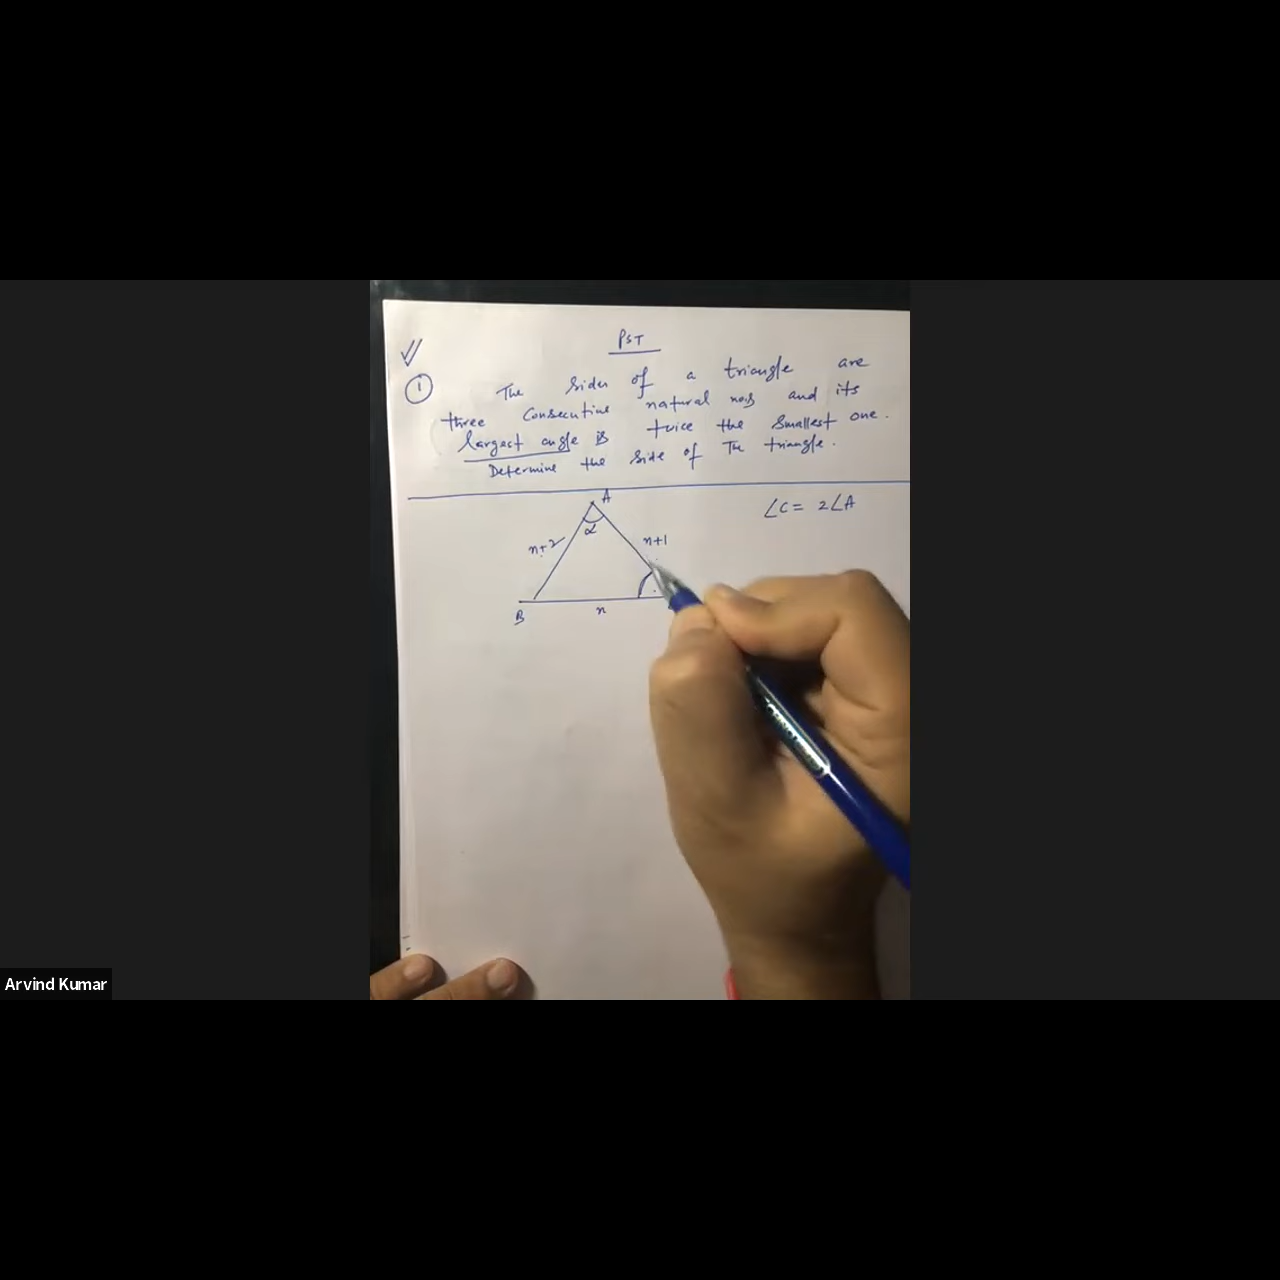 PST
1
The sides of a triangle are
three consecutive natural nos and its
largest angle is twice the smallest one.
Determine the side of The triangle.
A
∠C = 2∠A
α
n+2
n+1
B
n
Arvind Kumar